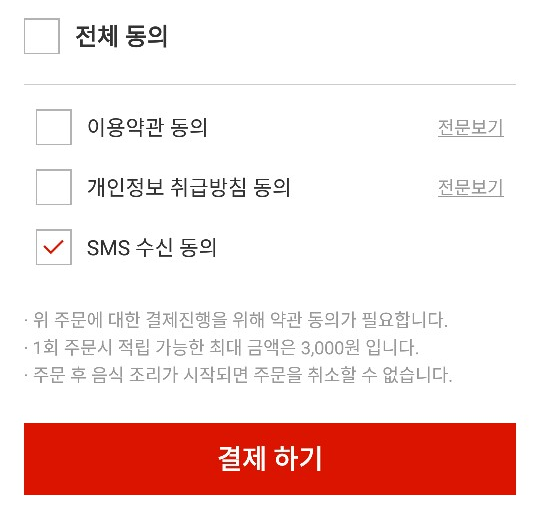 전체 동의
이용약관 동의 전문보기
개인정보 취급방침 동의 전문보기
SMS 수신 동의
· 위 주문에 대한 결제진행을 위해 약관 동의가 필요합니다.
· 1회 주문시 적립 가능한 최대 금액은 3,000원 입니다.
· 주문 후 음식 조리가 시작되면 주문을 취소할 수 없습니다.
결제 하기